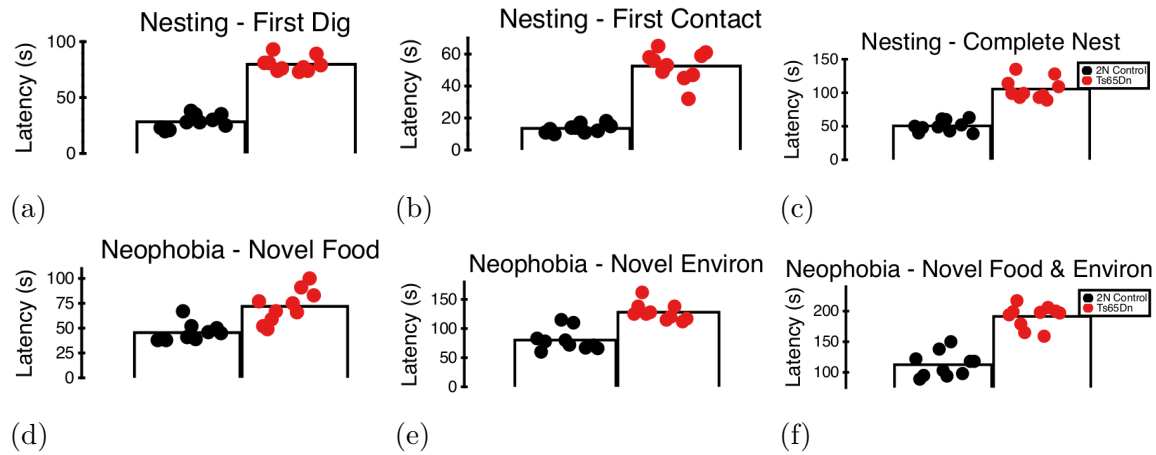 Nesting - First Dig
Latency (s)
100
50
0
(a)
Nesting - First Contact
Latency (s)
60
40
20
0
(b)
Nesting - Complete Nest
Latency (s)
150
100
50
0
2N Control
Ts65Dn
(c)
Neophobia - Novel Food
Latency (s)
100
75
50
25
0
(d)
Neophobia - Novel Environ
Latency (s)
150
100
50
0
(e)
Neophobia - Novel Food & Environ
Latency (s)
200
150
100
2N Control
Ts65Dn
(f)